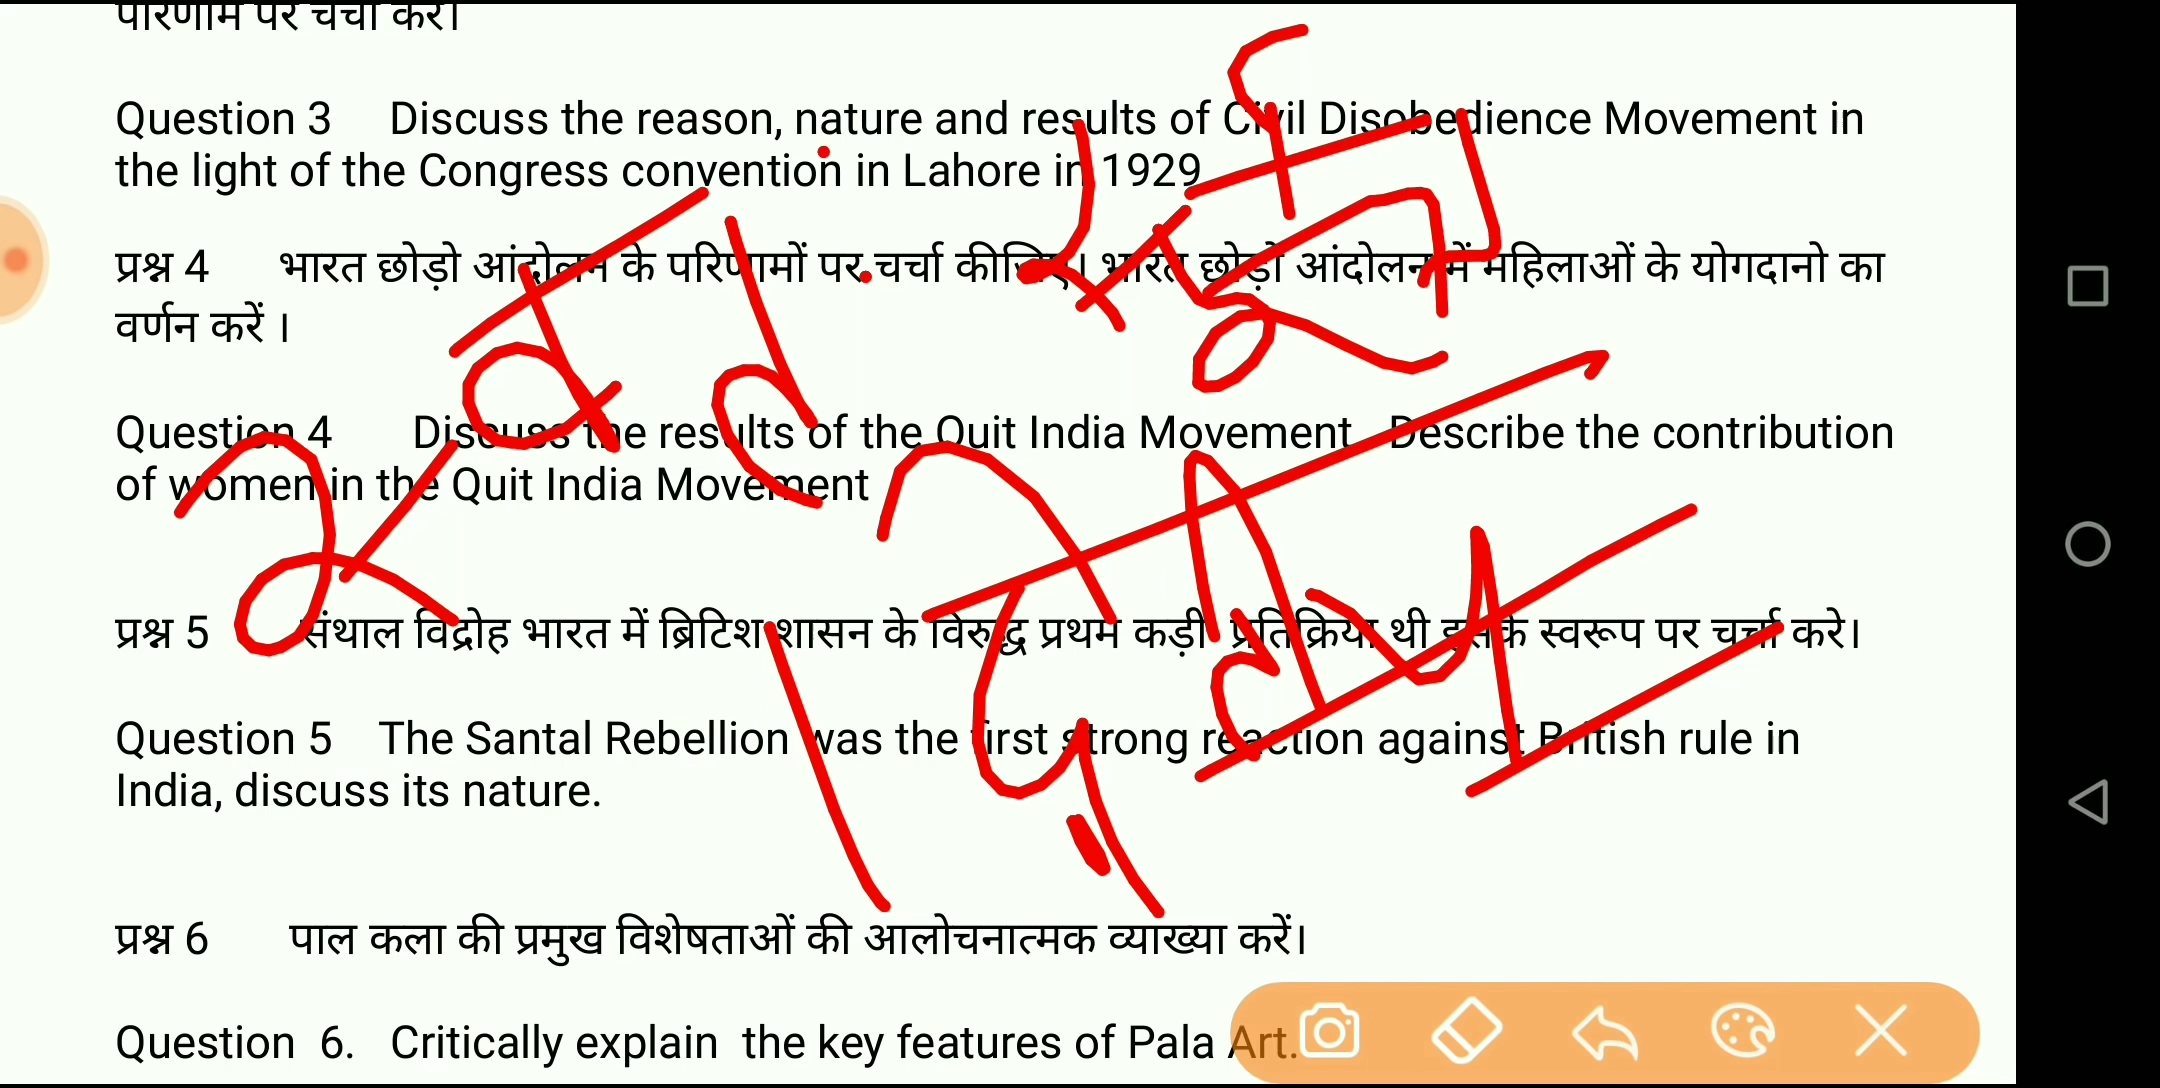 परिणाम पर चर्चा करें।
Question 3 Discuss the reason, nature and results of Civil Disobedience Movement in
the light of the Congress convention in Lahore in 1929
प्रश्न 4 भारत छोड़ो आंदोलन के परिणामों पर चर्चा कीजिए। भारत छोड़ो आंदोलन में महिलाओं के योगदानो का
वर्णन करें ।
Question 4 Discuss the results of the Quit India Movement Describe the contribution
of women in the Quit India Movement
प्रश्न 5 संथाल विद्रोह भारत में ब्रिटिश शासन के विरुद्ध प्रथम कड़ी प्रतिक्रिया थी इसके स्वरूप पर चर्चा करे।
Question 5 The Santal Rebellion was the first strong reaction against British rule in
India, discuss its nature.
प्रश्न 6 पाल कला की प्रमुख विशेषताओं की आलोचनात्मक व्याख्या करें।
Question 6. Critically explain the key features of Pala Art.